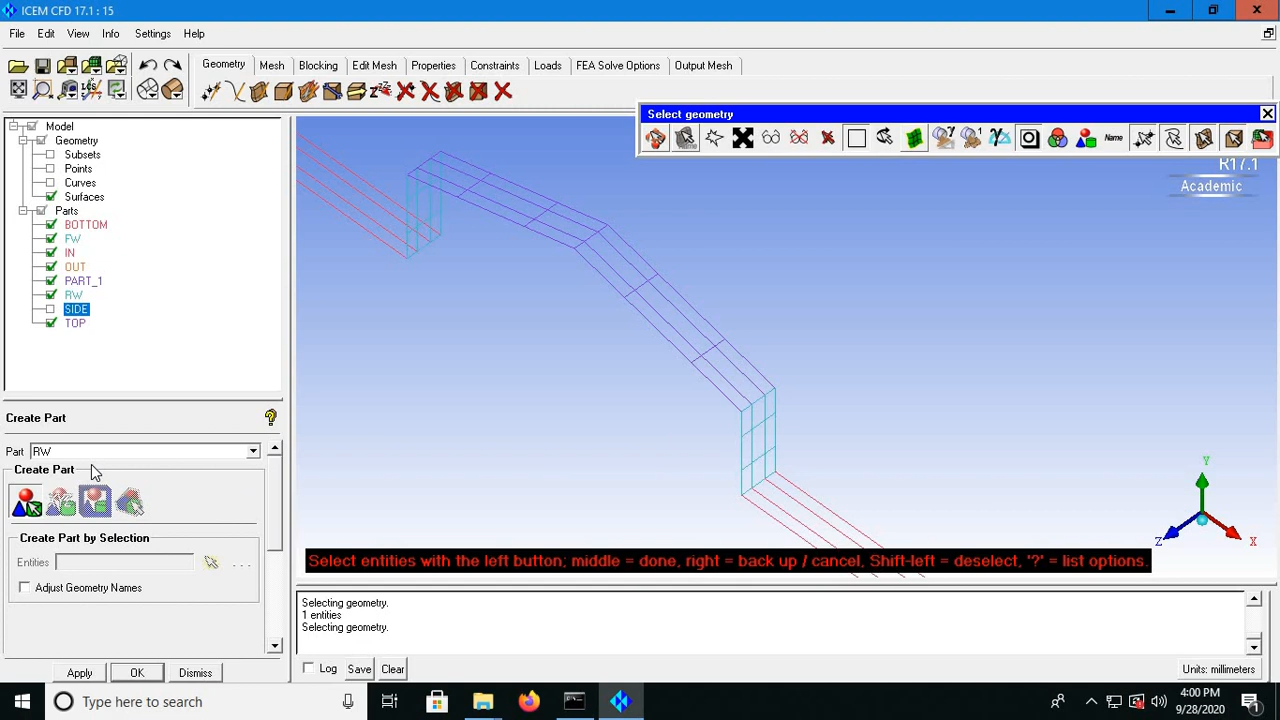 ICEM CFD 17.1 : 15
File Edit View Info Settings Help
Geometry Mesh Blocking Edit Mesh Properties Constraints Loads FEA Solve Options Output Mesh
Select geometry
Name
R17.1
Academic
Model
Geometry
Subsets
Points
Curves
Surfaces
Parts
BOTTOM
FW
IN
OUT
PART_1
RW
SIDE
TOP
Create Part
Part RW
Create Part
Create Part by Selection
Entities
...
Adjust Geometry Names
Apply OK Dismiss
Y
Z
X
Select entities with the left button; middle = done, right = back up / cancel, Shift-left = deselect, '?' = list options.
Selecting geometry.
1 entities
Selecting geometry.
Log Save Clear
Units: millimeters
Type here to search
4:00 PM
9/28/2020